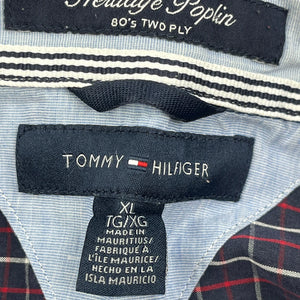 Heritage Poplin
80's TWO PLY
TOMMY HILFIGER
XL
TG/XG
MADE IN
MAURITIUS/
FABRIQUÉ À
L'ÎLE MAURICE/
HECHO EN LA
ISLA MAURICIO